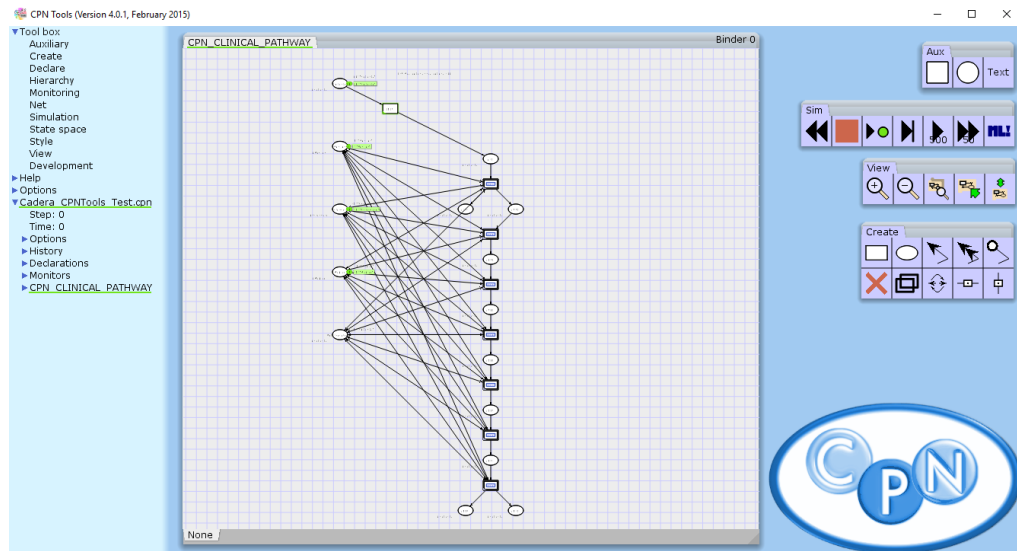 CPN Tools (Version 4.0.1, February 2015)
Tool box
Auxiliary
Create
Declare
Hierarchy
Monitoring
Net
Simulation
State space
Style
View
Development
Help
Options
Cadera_CPNTools_Test.cpn
Step: 0
Time: 0
Options
History
Declarations
Monitors
CPN_CLINICAL_PATHWAY
CPN_CLINICAL_PATHWAY
Binder 0
None
Aux
Text
Sim
500
50
ML!
View
Create
CPN